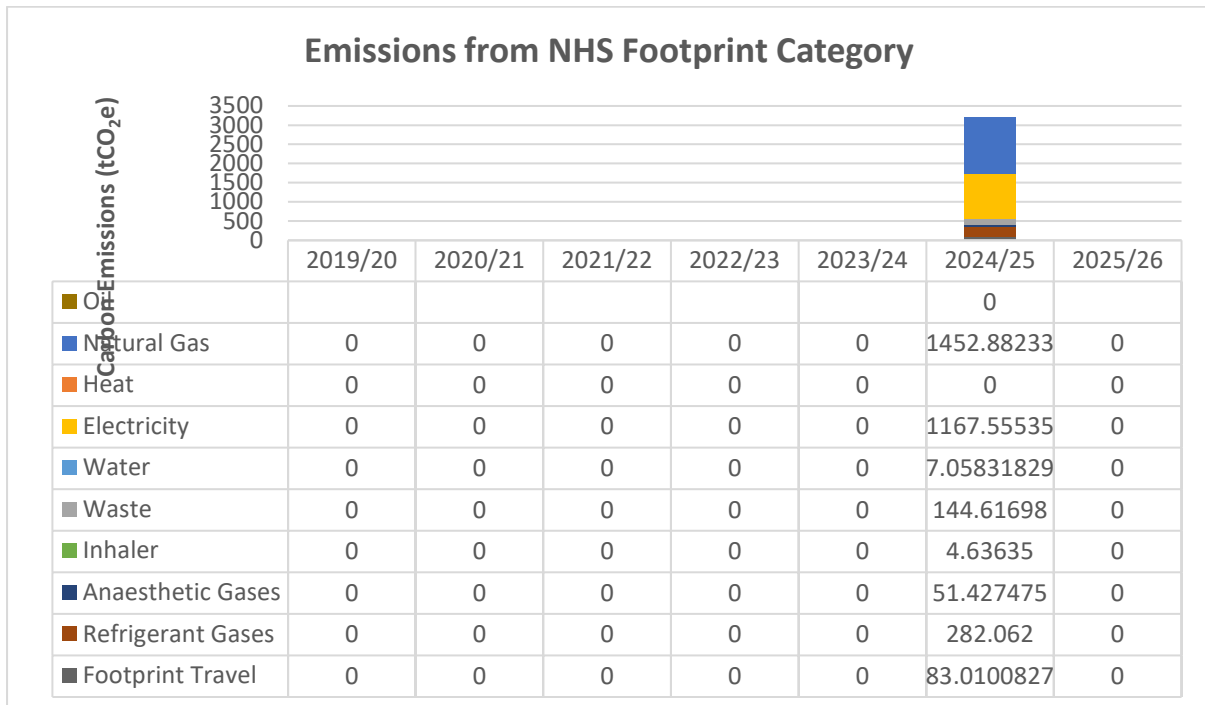 Emissions from NHS Footprint Category
Carbon Emissions (tCO₂e)
3500
3000
2500
2000
1500
1000
500
0
2019/20 2020/21 2021/22 2022/23 2023/24 2024/25 2025/26
Oil 0
Natural Gas 0 0 0 0 0 1452.88233 0
Heat 0 0 0 0 0 0 0
Electricity 0 0 0 0 0 1167.55535 0
Water 0 0 0 0 0 7.05831829 0
Waste 0 0 0 0 0 144.61698 0
Inhaler 0 0 0 0 0 4.63635 0
Anaesthetic Gases 0 0 0 0 0 51.427475 0
Refrigerant Gases 0 0 0 0 0 282.062 0
Footprint Travel 0 0 0 0 0 83.0100827 0